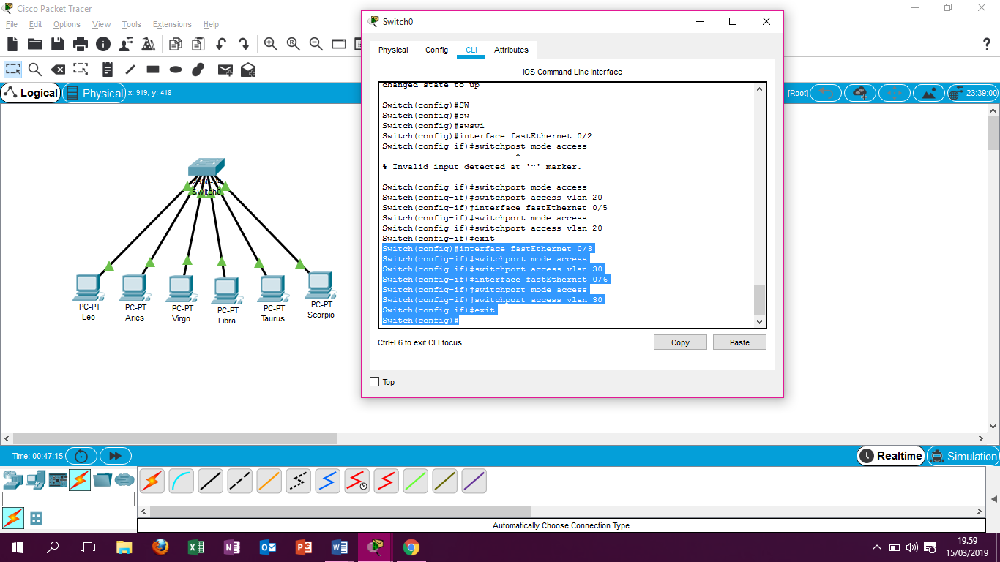 Cisco Packet Tracer
File Edit Options View Tools Extensions Help
Logical Physical x: 919, y: 418
[Root] 23:39:00
Switch0
PC-PT
Leo
PC-PT
Aries
PC-PT
Virgo
PC-PT
Libra
PC-PT
Taurus
PC-PT
Scorpio
Switch0
Physical Config CLI Attributes
IOS Command Line Interface
changed state to up
Switch(config)#SW
Switch(config)#sw
Switch(config)#swswi
Switch(config)#interface fastEthernet 0/2
Switch(config-if)#switchpost mode access
^
% Invalid input detected at '^' marker.
Switch(config-if)#switchport mode access
Switch(config-if)#switchport access vlan 20
Switch(config-if)#interface fastEthernet 0/5
Switch(config-if)#switchport mode access
Switch(config-if)#switchport access vlan 20
Switch(config-if)#exit
Switch(config)#interface fastEthernet 0/3
Switch(config-if)#switchport mode access
Switch(config-if)#switchport access vlan 30
Switch(config-if)#interface fastEthernet 0/6
Switch(config-if)#switchport mode access
Switch(config-if)#switchport access vlan 30
Switch(config-if)#exit
Switch(config)#
Ctrl+F6 to exit CLI focus
Copy Paste
Top
Time: 00:47:15
Realtime Simulation
Automatically Choose Connection Type
19.59
15/03/2019